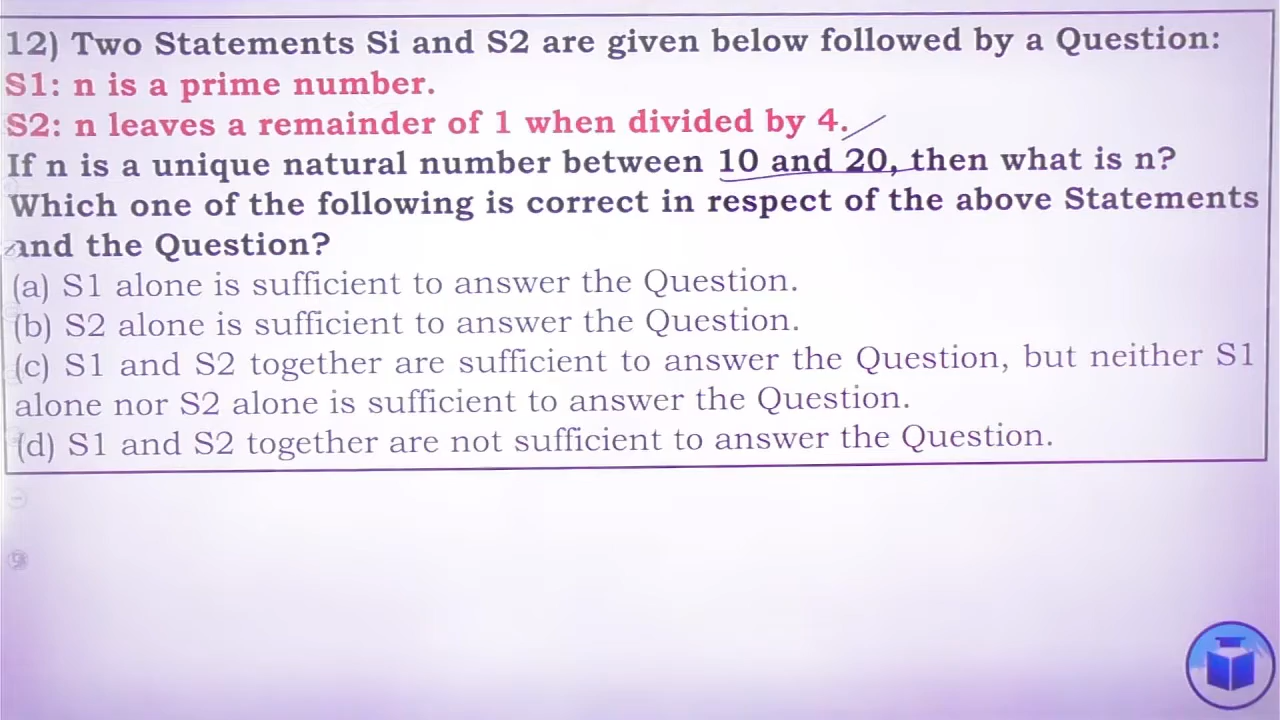 12) Two Statements Si and S2 are given below followed by a Question:
S1: n is a prime number.
S2: n leaves a remainder of 1 when divided by 4.
If n is a unique natural number between 10 and 20, then what is n?
Which one of the following is correct in respect of the above Statements
and the Question?
(a) S1 alone is sufficient to answer the Question.
(b) S2 alone is sufficient to answer the Question.
(c) S1 and S2 together are sufficient to answer the Question, but neither S1
alone nor S2 alone is sufficient to answer the Question.
(d) S1 and S2 together are not sufficient to answer the Question.